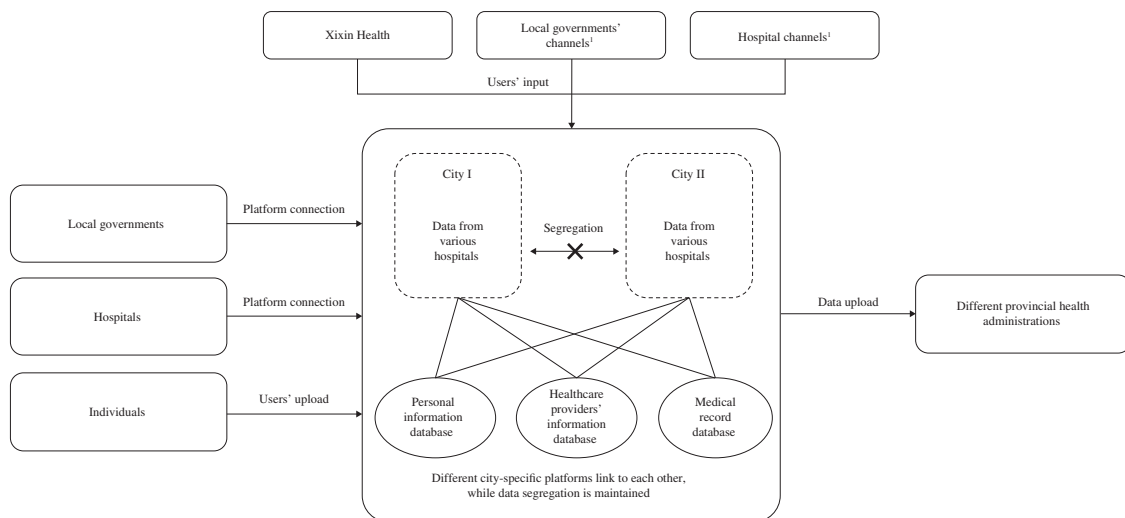 Xixin Health
Local governments’
channels¹
Hospital channels¹
Users’ input
City I
City II
Local governments
Platform connection
Data from
various
hospitals
Segregation
Data from
various
hospitals
Hospitals
Platform connection
Data upload
Different provincial health
administrations
Individuals
Users’ upload
Personal
information
database
Healthcare
providers’
information
database
Medical
record
database
Different city-specific platforms link to each other,
while data segregation is maintained